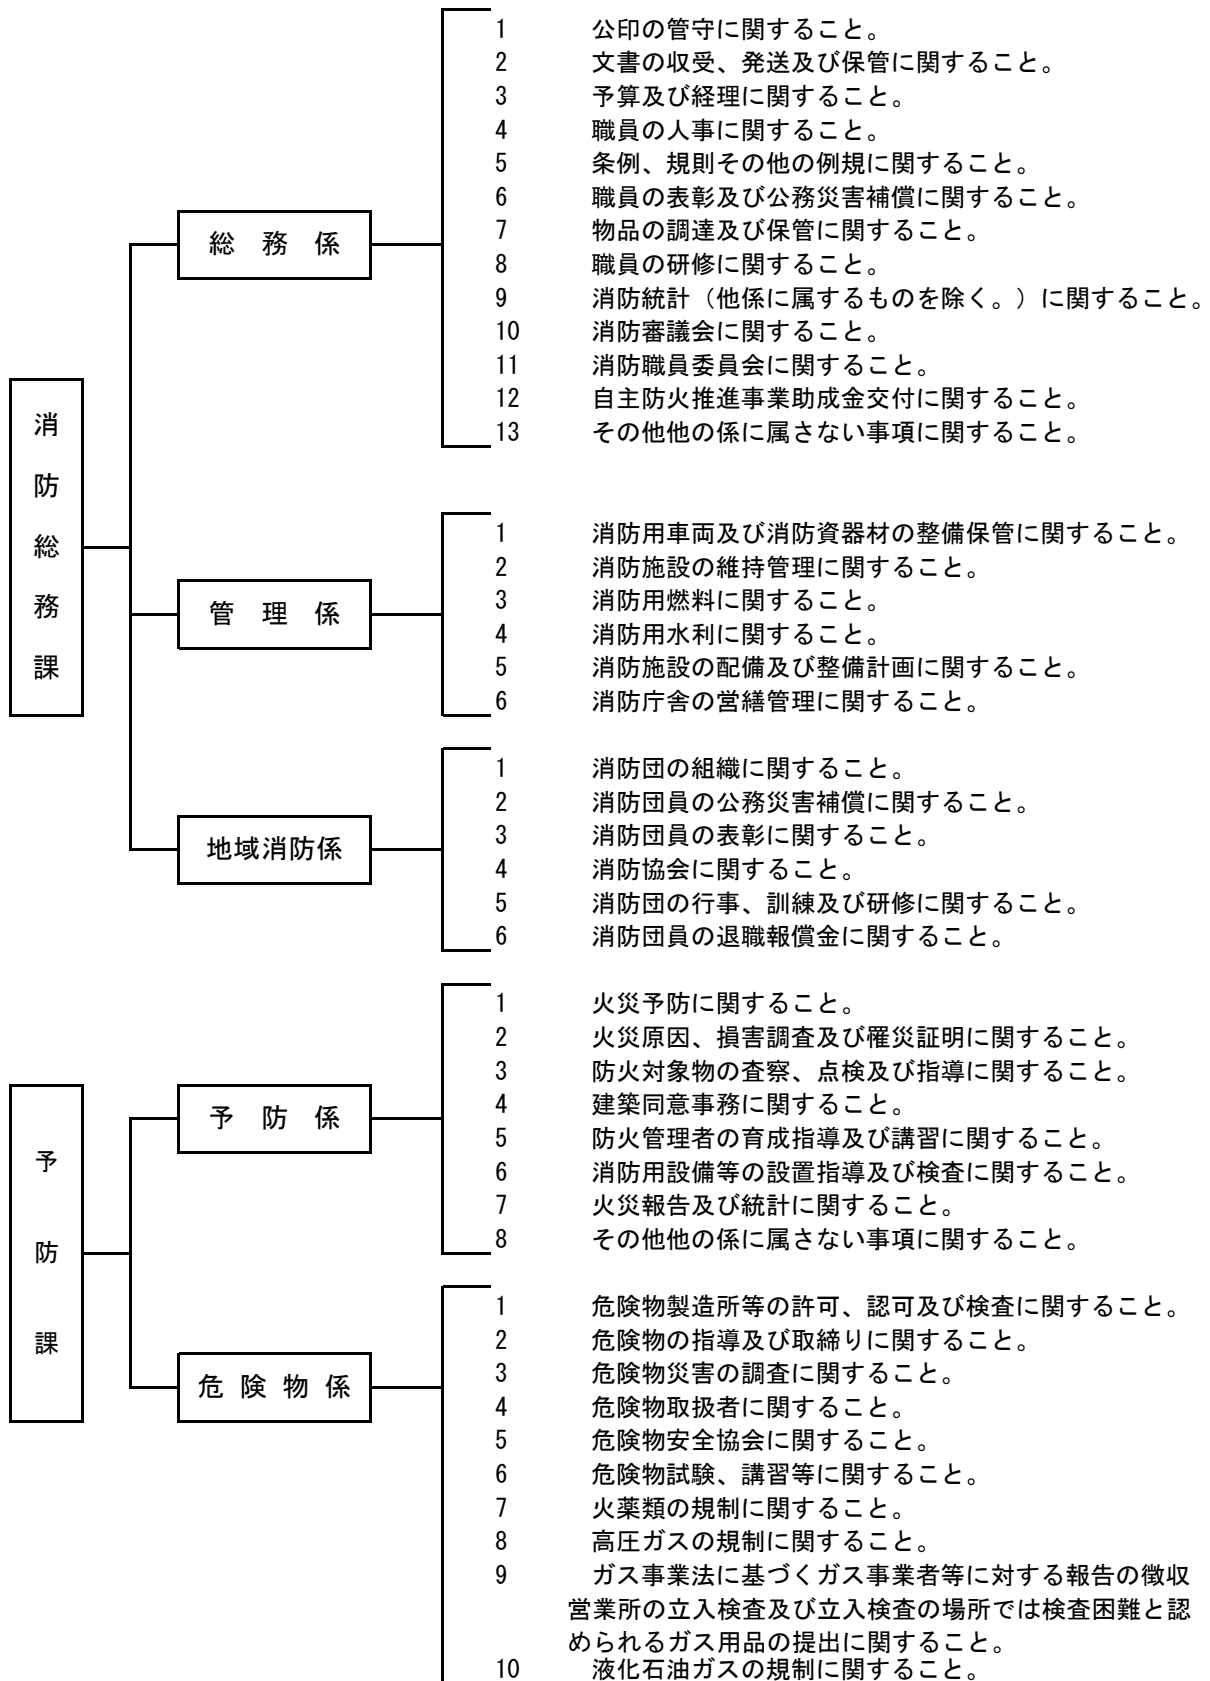 消防総務課
総務係
1 公印の管守に関すること。
2 文書の収受、発送及び保管に関すること。
3 予算及び経理に関すること。
4 職員の人事に関すること。
5 条例、規則その他の例規に関すること。
6 職員の表彰及び公務災害補償に関すること。
7 物品の調達及び保管に関すること。
8 職員の研修に関すること。
9 消防統計（他係に属するものを除く。）に関すること。
10 消防審議会に関すること。
11 消防職員委員会に関すること。
12 自主防火推進事業助成金交付に関すること。
13 その他他の係に属さない事項に関すること。
管理係
1 消防用車両及び消防資器材の整備保管に関すること。
2 消防施設の維持管理に関すること。
3 消防用燃料に関すること。
4 消防用水利に関すること。
5 消防施設の配備及び整備計画に関すること。
6 消防庁舎の営繕管理に関すること。
地域消防係
1 消防団の組織に関すること。
2 消防団員の公務災害補償に関すること。
3 消防団員の表彰に関すること。
4 消防協会に関すること。
5 消防団の行事、訓練及び研修に関すること。
6 消防団員の退職報償金に関すること。
予防課
予防係
1 火災予防に関すること。
2 火災原因、損害調査及び罹災証明に関すること。
3 防火対象物の査察、点検及び指導に関すること。
4 建築同意事務に関すること。
5 防火管理者の育成指導及び講習に関すること。
6 消防用設備等の設置指導及び検査に関すること。
7 火災報告及び統計に関すること。
8 その他他の係に属さない事項に関すること。
危険物係
1 危険物製造所等の許可、認可及び検査に関すること。
2 危険物の指導及び取締りに関すること。
3 危険物災害の調査に関すること。
4 危険物取扱者に関すること。
5 危険物安全協会に関すること。
6 危険物試験、講習等に関すること。
7 火薬類の規制に関すること。
8 高圧ガスの規制に関すること。
9 ガス事業法に基づくガス事業者等に対する報告の徴収
営業所の立入検査及び立入検査の場所では検査困難と認
められるガス用品の提出に関すること。
10 液化石油ガスの規制に関すること。